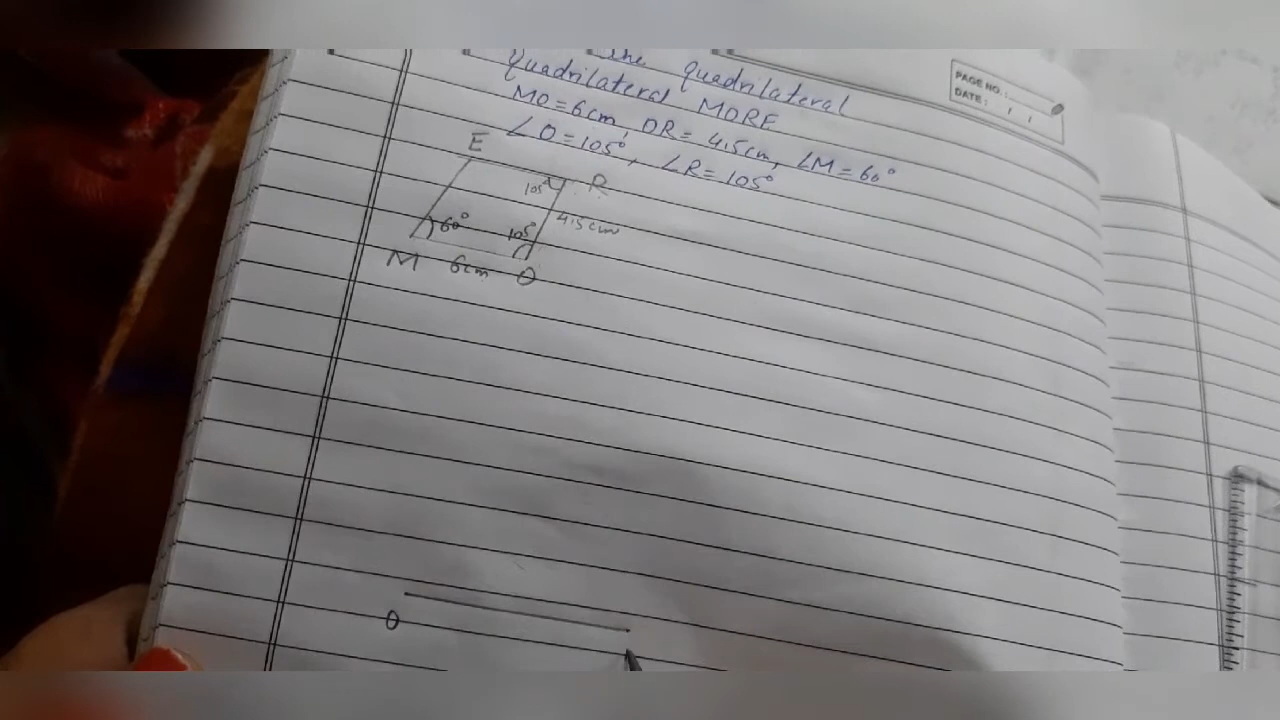 the quadrilateral
PAGE NO.:
DATE: / /
Quadrilateral MORE
MO=6cm, OR= 4.5cm, ∠M=60°
∠O=105°, ∠R=105°
E
105° R
60° 105° 4.5cm
M 6cm O
O